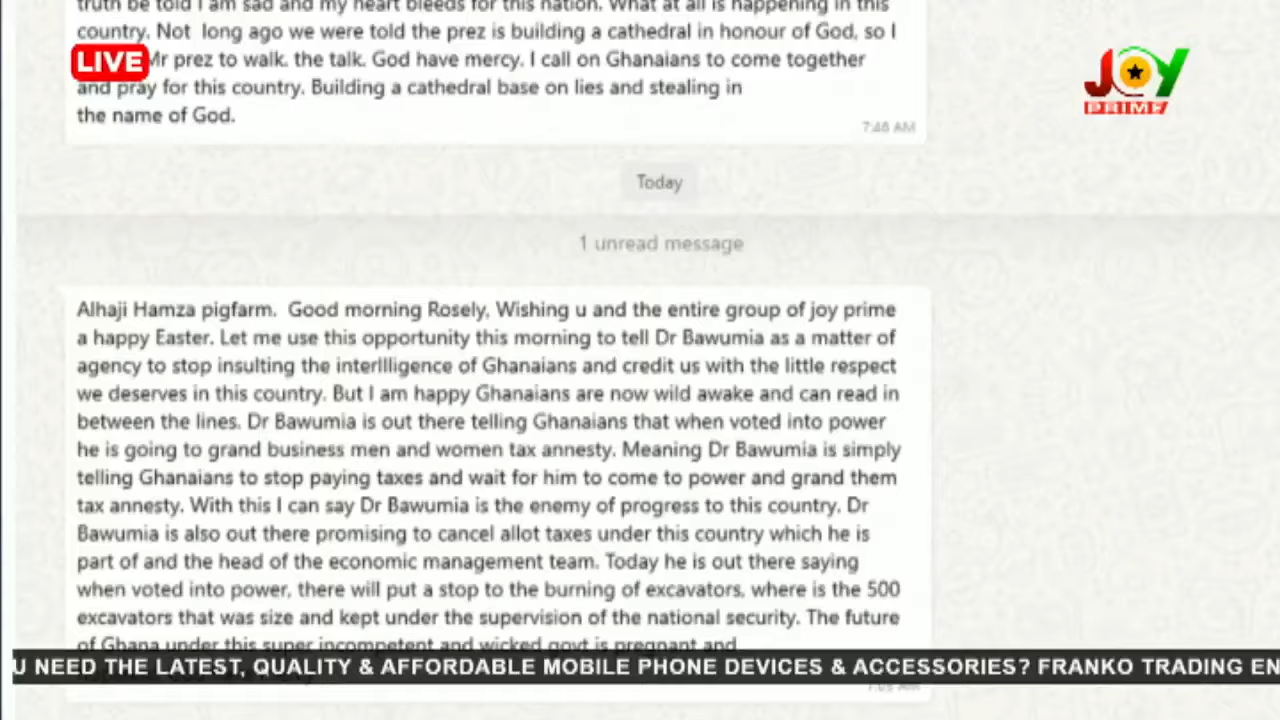 truth be told I am sad and my heart bleeds for this nation. What at all is happening in this
country. Not long ago we were told the prez is building a cathedral in honour of God, so I
LIVE
Mr prez to walk. the talk. God have mercy. I call on Ghanaians to come together
and pray for this country. Building a cathedral base on lies and stealing in
the name of God.
7:46 AM
JOY
PRIME
Today
1 unread message
Alhaji Hamza pigfarm. Good morning Rosely, Wishing u and the entire group of joy prime
a happy Easter. Let me use this opportunity this morning to tell Dr Bawumia as a matter of
agency to stop insulting the interllligence of Ghanaians and credit us with the little respect
we deserves in this country. But I am happy Ghanaians are now wild awake and can read in
between the lines. Dr Bawumia is out there telling Ghanaians that when voted into power
he is going to grand business men and women tax annesty. Meaning Dr Bawumia is simply
telling Ghanaians to stop paying taxes and wait for him to come to power and grand them
tax annesty. With this I can say Dr Bawumia is the enemy of progress to this country. Dr
Bawumia is also out there promising to cancel allot taxes under this country which he is
part of and the head of the economic management team. Today he is out there saying
when voted into power, there will put a stop to the burning of excavators, where is the 500
excavators that was size and kept under the supervision of the national security. The future
of Ghana under this super incompetent and wicked govt is pregnant and
U NEED THE LATEST, QUALITY & AFFORDABLE MOBILE PHONE DEVICES & ACCESSORIES? FRANKO TRADING EN